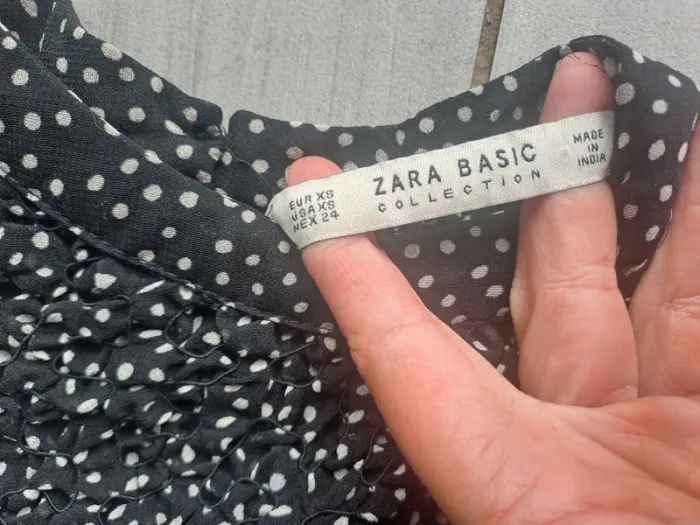 EUR XS
USA XS
MEX 24
ZARA BASIC
COLLECTION
MADE
IN
INDIA